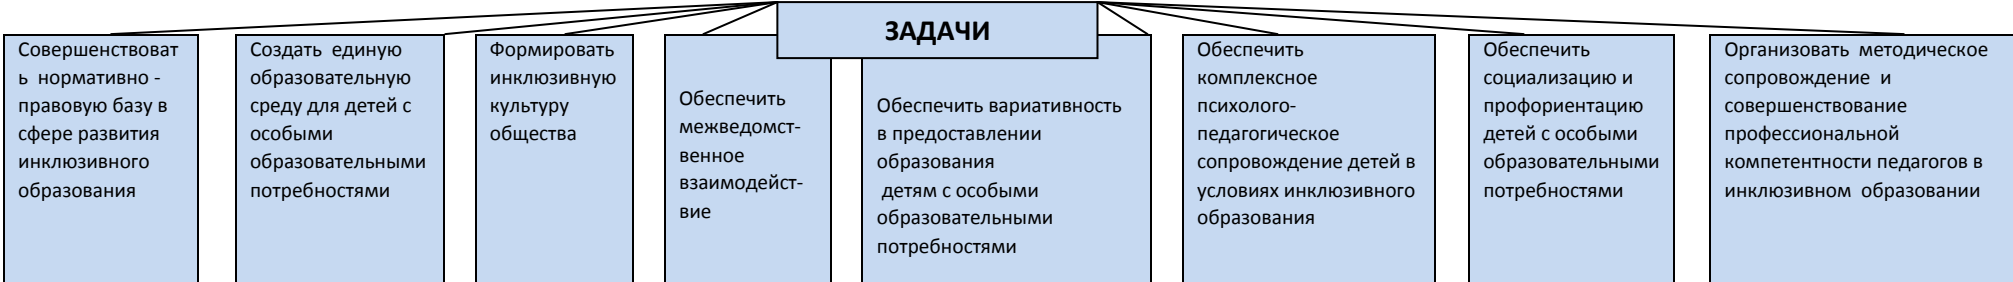 ЗАДАЧИ
Совершенствоват
ь нормативно -
правовую базу в
сфере развития
инклюзивного
образования
Создать единую
образовательную
среду для детей с
особыми
образовательными
потребностями
Формировать
инклюзивную
культуру
общества
Обеспечить
межведомст-
венное
взаимодейст-
вие
Обеспечить вариативность
в предоставлении
образования
детям с особыми
образовательными
потребностями
Обеспечить
комплексное
психолого-
педагогическое
сопровождение детей в
условиях инклюзивного
образования
Обеспечить
социализацию и
профориентацию
детей с особыми
образовательными
потребностями
Организовать методическое
сопровождение и
совершенствование
профессиональной
компетентности педагогов в
инклюзивном образовании